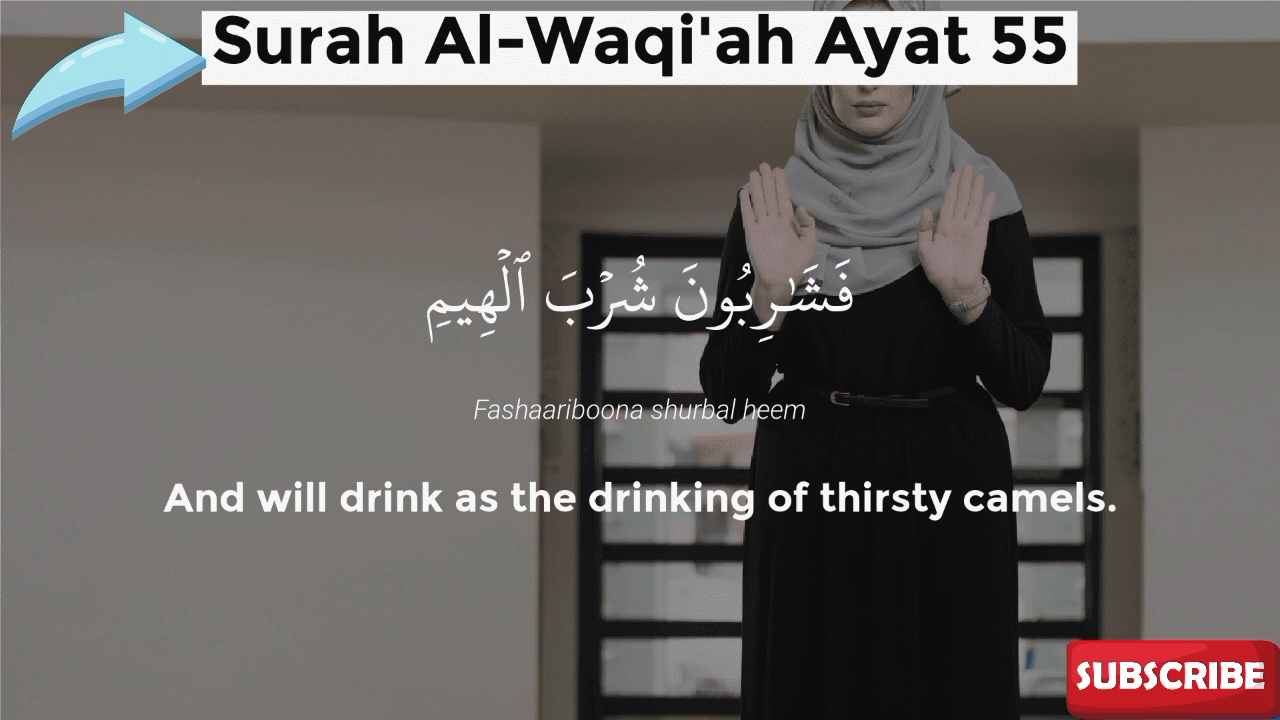 Surah Al-Waqi'ah Ayat 55
فَشَـٰرِبُونَ شُرْبَ ٱلْهِيمِ
Fashaariboona shurbal heem
And will drink as the drinking of thirsty camels.
SUBSCRIBE